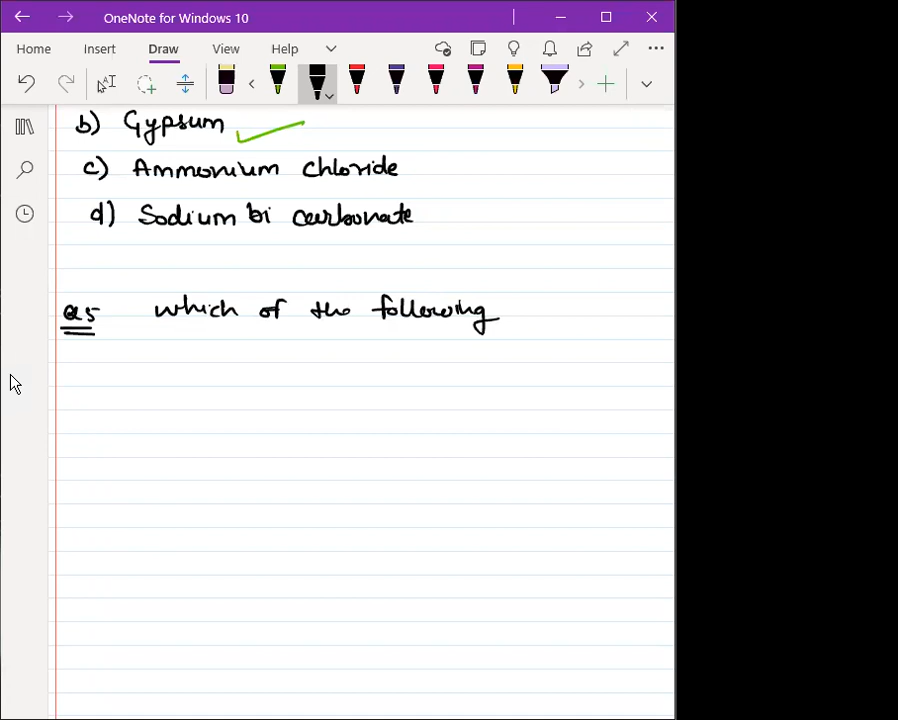 OneNote for Windows 10
Home Insert Draw View Help
b) Gypsum
c) Ammonium Chloride
d) Sodium bi carbonate
Q5 which of the following